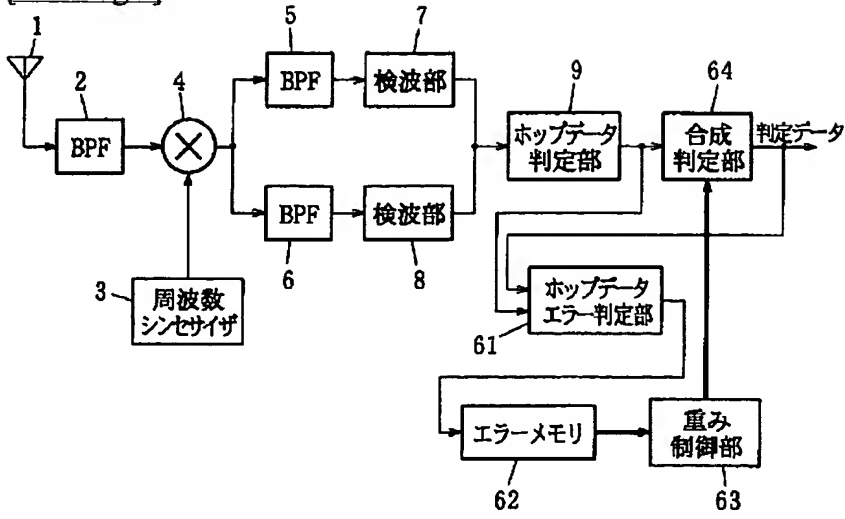 1
2
BPF
4
3
周波数
シンセサイザ
5
BPF
7
検波部
6
BPF
8
検波部
9
ホップデータ
判定部
64
合成
判定部
判定データ
61
ホップデータ
エラー判定部
62
エラーメモリ
63
重み
制御部